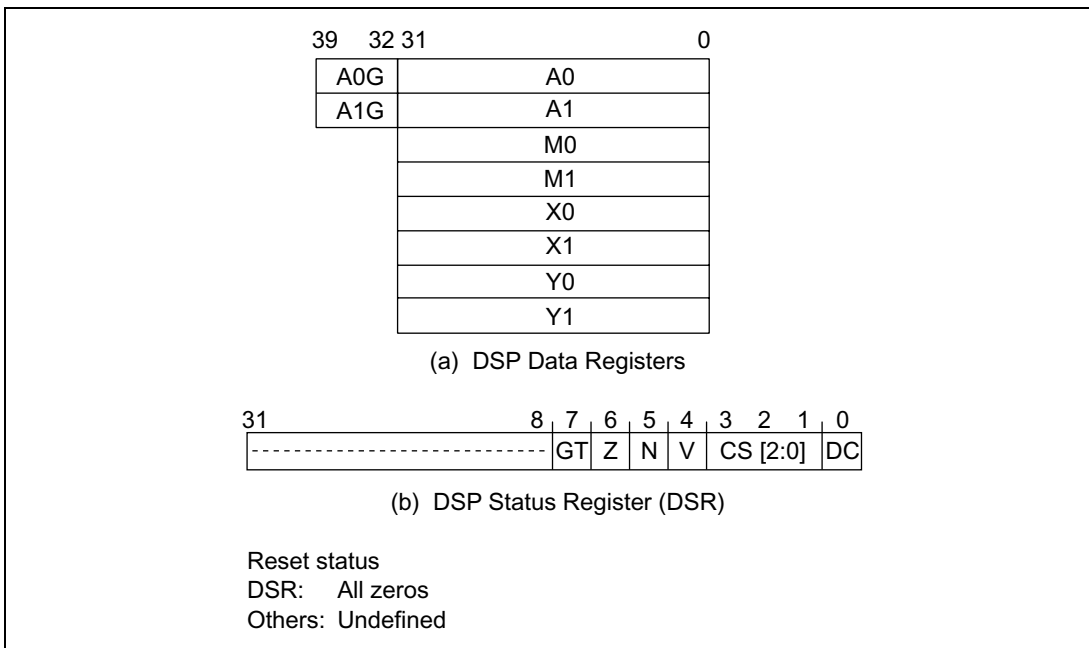 39 32 31 0
A0G A0
A1G A1
M0
M1
X0
X1
Y0
Y1
(a) DSP Data Registers
31 8 7 6 5 4 3 2 1 0
GT Z N V CS [2:0] DC
(b) DSP Status Register (DSR)
Reset status
DSR: All zeros
Others: Undefined